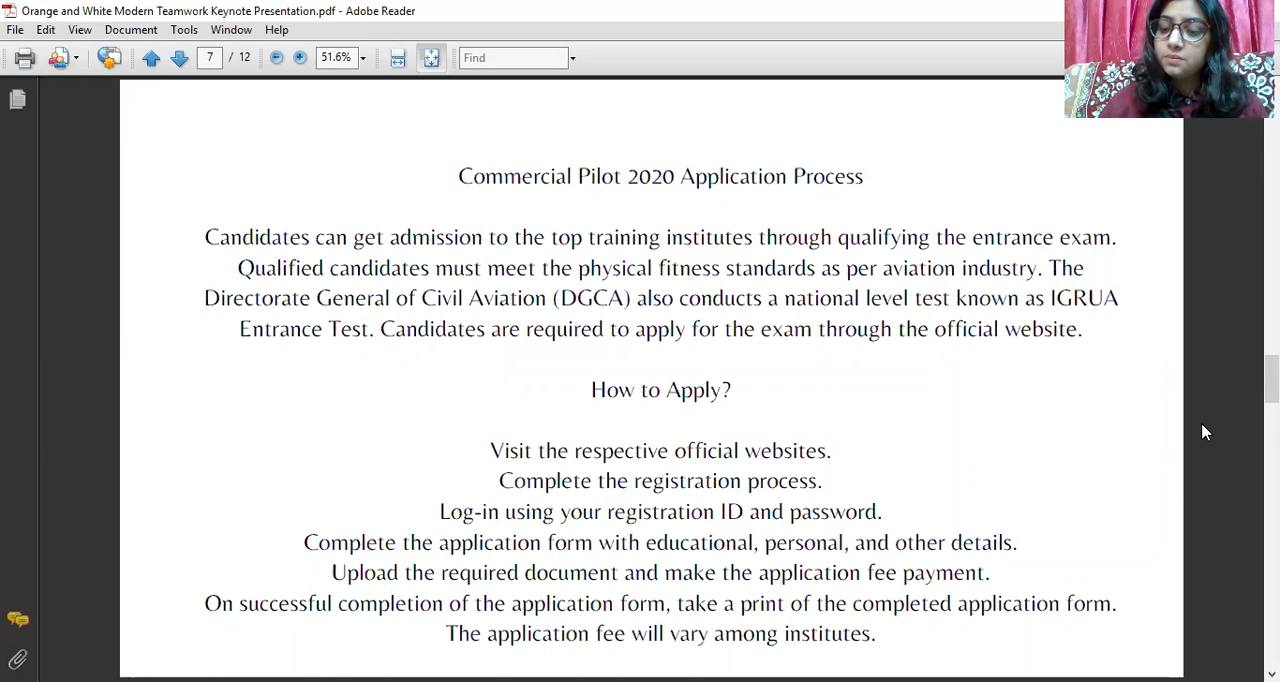 Orange and White Modern Teamwork Keynote Presentation.pdf - Adobe Reader
File Edit View Document Tools Window Help
7 / 12 51.6% Find
Commercial Pilot 2020 Application Process
Candidates can get admission to the top training institutes through qualifying the entrance exam.
Qualified candidates must meet the physical fitness standards as per aviation industry. The
Directorate General of Civil Aviation (DGCA) also conducts a national level test known as IGRUA
Entrance Test. Candidates are required to apply for the exam through the official website.
How to Apply?
Visit the respective official websites.
Complete the registration process.
Log-in using your registration ID and password.
Complete the application form with educational, personal, and other details.
Upload the required document and make the application fee payment.
On successful completion of the application form, take a print of the completed application form.
The application fee will vary among institutes.